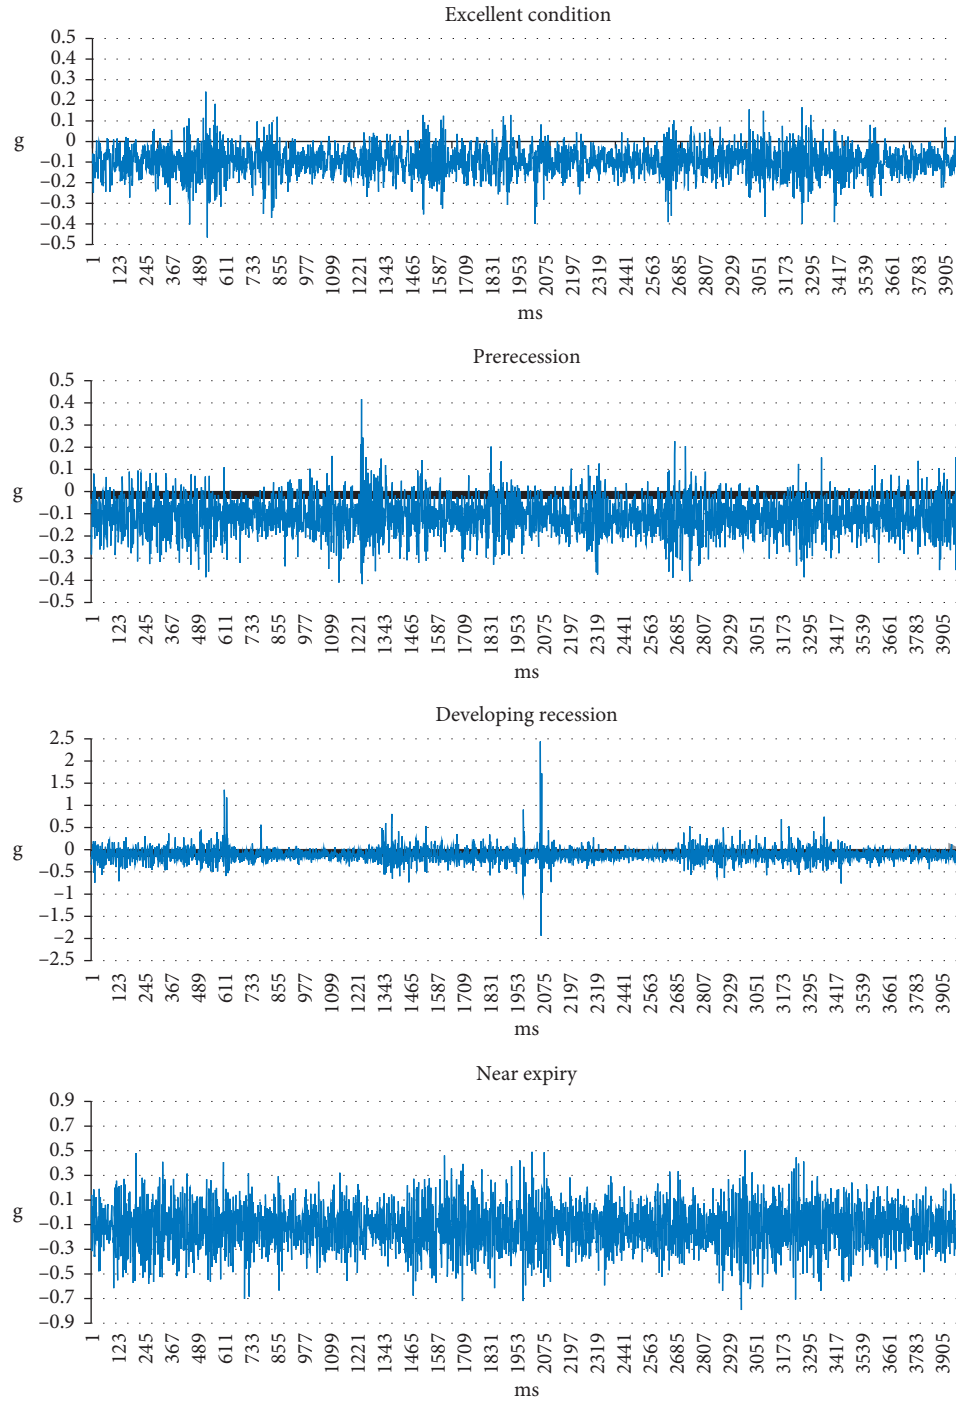 Excellent condition
0.5
0.4
0.3
0.2
0.1
0
–0.1
–0.2
–0.3
–0.4
–0.5
g
1 123 245 367 489 611 733 855 977 1099 1221 1343 1465 1587 1709 1831 1953 2075 2197 2319 2441 2563 2685 2807 2929 3051 3173 3295 3417 3539 3661 3783 3905
ms
Prerecession
0.5
0.4
0.3
0.2
0.1
0
–0.1
–0.2
–0.3
–0.4
–0.5
g
1 123 245 367 489 611 733 855 977 1099 1221 1343 1465 1587 1709 1831 1953 2075 2197 2319 2441 2563 2685 2807 2929 3051 3173 3295 3417 3539 3661 3783 3905
ms
Developing recession
2.5
2
1.5
1
0.5
0
–0.5
–1
–1.5
–2
–2.5
g
1 123 245 367 489 611 733 855 977 1099 1221 1343 1465 1587 1709 1831 1953 2075 2197 2319 2441 2563 2685 2807 2929 3051 3173 3295 3417 3539 3661 3783 3905
ms
Near expiry
0.9
0.7
0.5
0.3
0.1
–0.1
–0.3
–0.5
–0.7
–0.9
g
1 123 245 367 489 611 733 855 977 1099 1221 1343 1465 1587 1709 1831 1953 2075 2197 2319 2441 2563 2685 2807 2929 3051 3173 3295 3417 3539 3661 3783 3905
ms